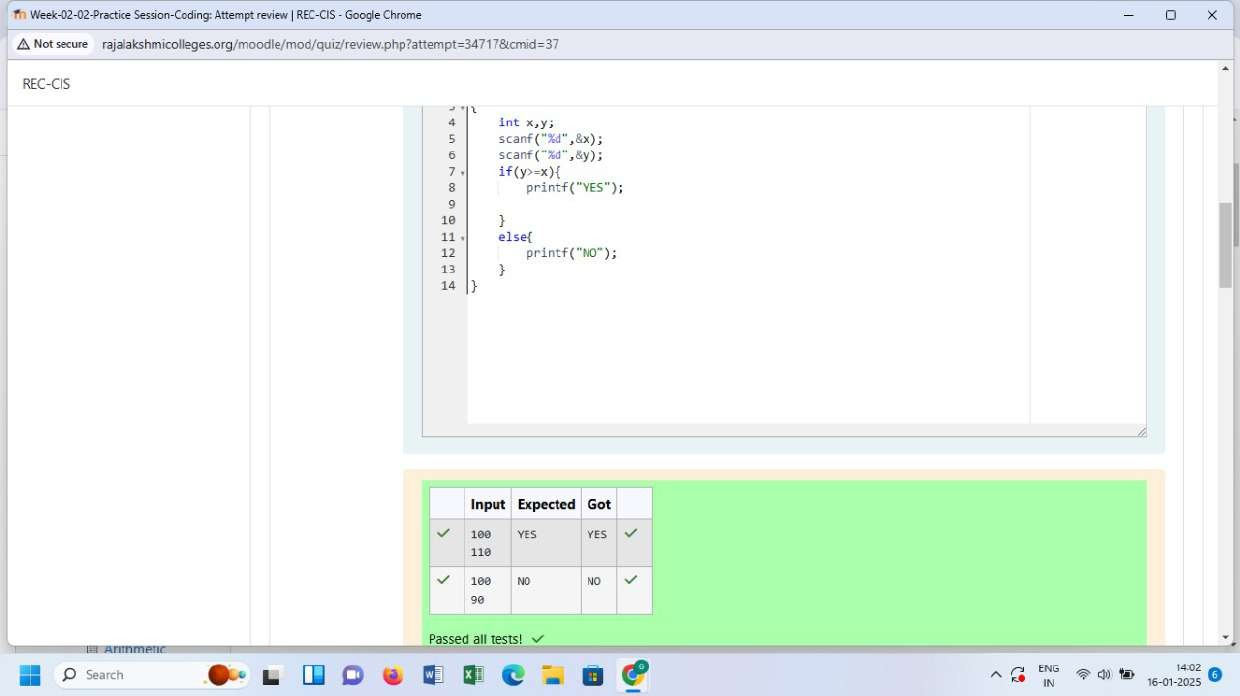 Week-02-02-Practice Session-Coding: Attempt review | REC-CIS - Google Chrome
Not secure rajalakshmicolleges.org/moodle/mod/quiz/review.php?attempt=34717&cmid=37
REC-CIS
3 {
4 int x,y;
5 scanf("%d",&x);
6 scanf("%d",&y);
7 if(y>=x){
8 printf("YES");
9
10 }
11 else{
12 printf("NO");
13 }
14 }
Input Expected Got
100 YES YES
110
100 NO NO
90
Passed all tests!
Arithmetic
Search
ENG
IN
14:02
16-01-2025
6